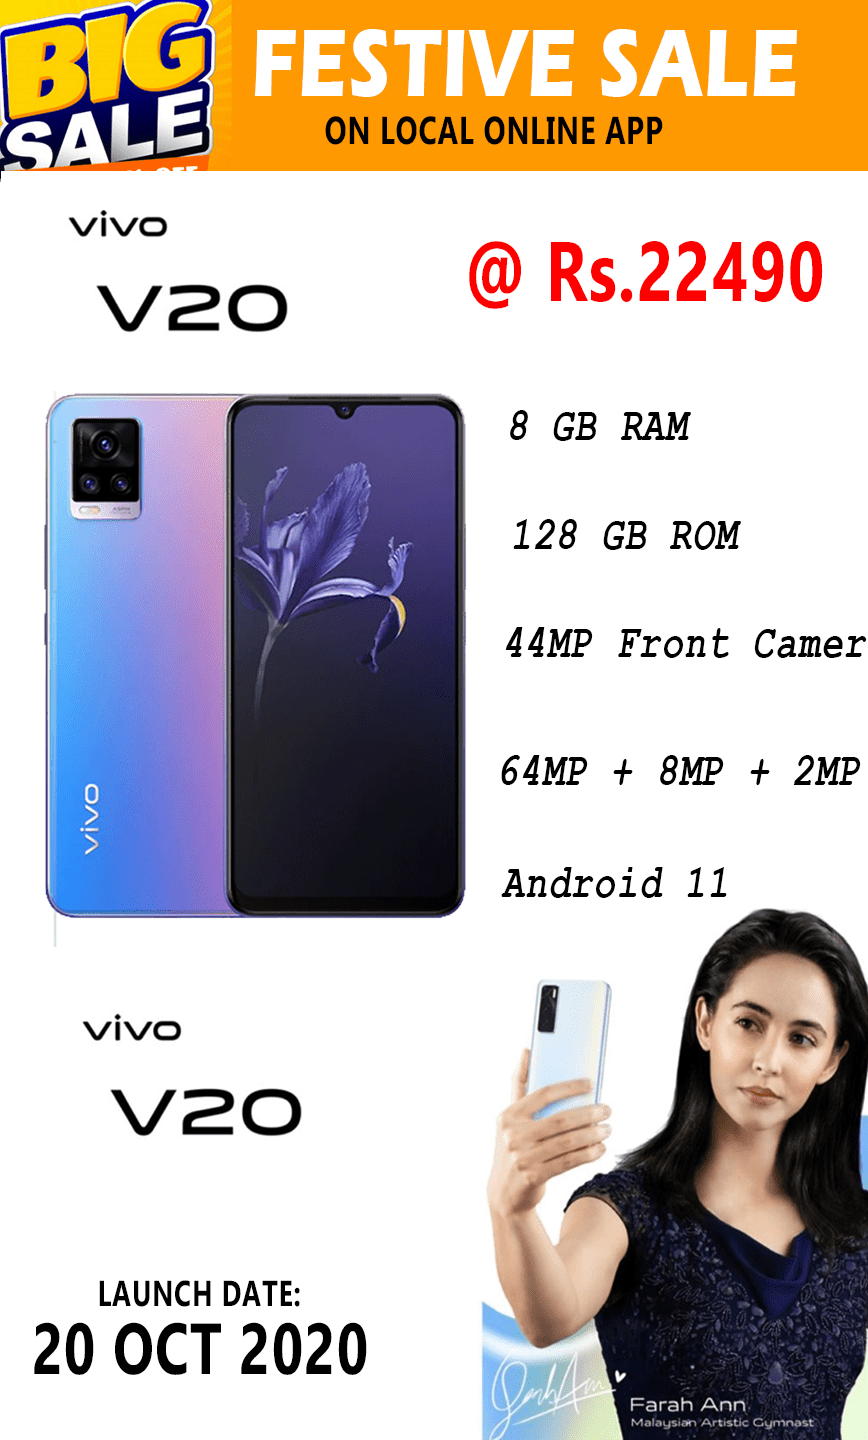 BIG
SALE
FESTIVE SALE
ON LOCAL ONLINE APP
vivo
V20
@ Rs.22490
8 GB RAM
128 GB ROM
44MP Front Camer
64MP + 8MP + 2MP
Android 11
vivo
vivo
V20
LAUNCH DATE:
20 OCT 2020
Farah Ann
Malaysian Artistic Gymnast